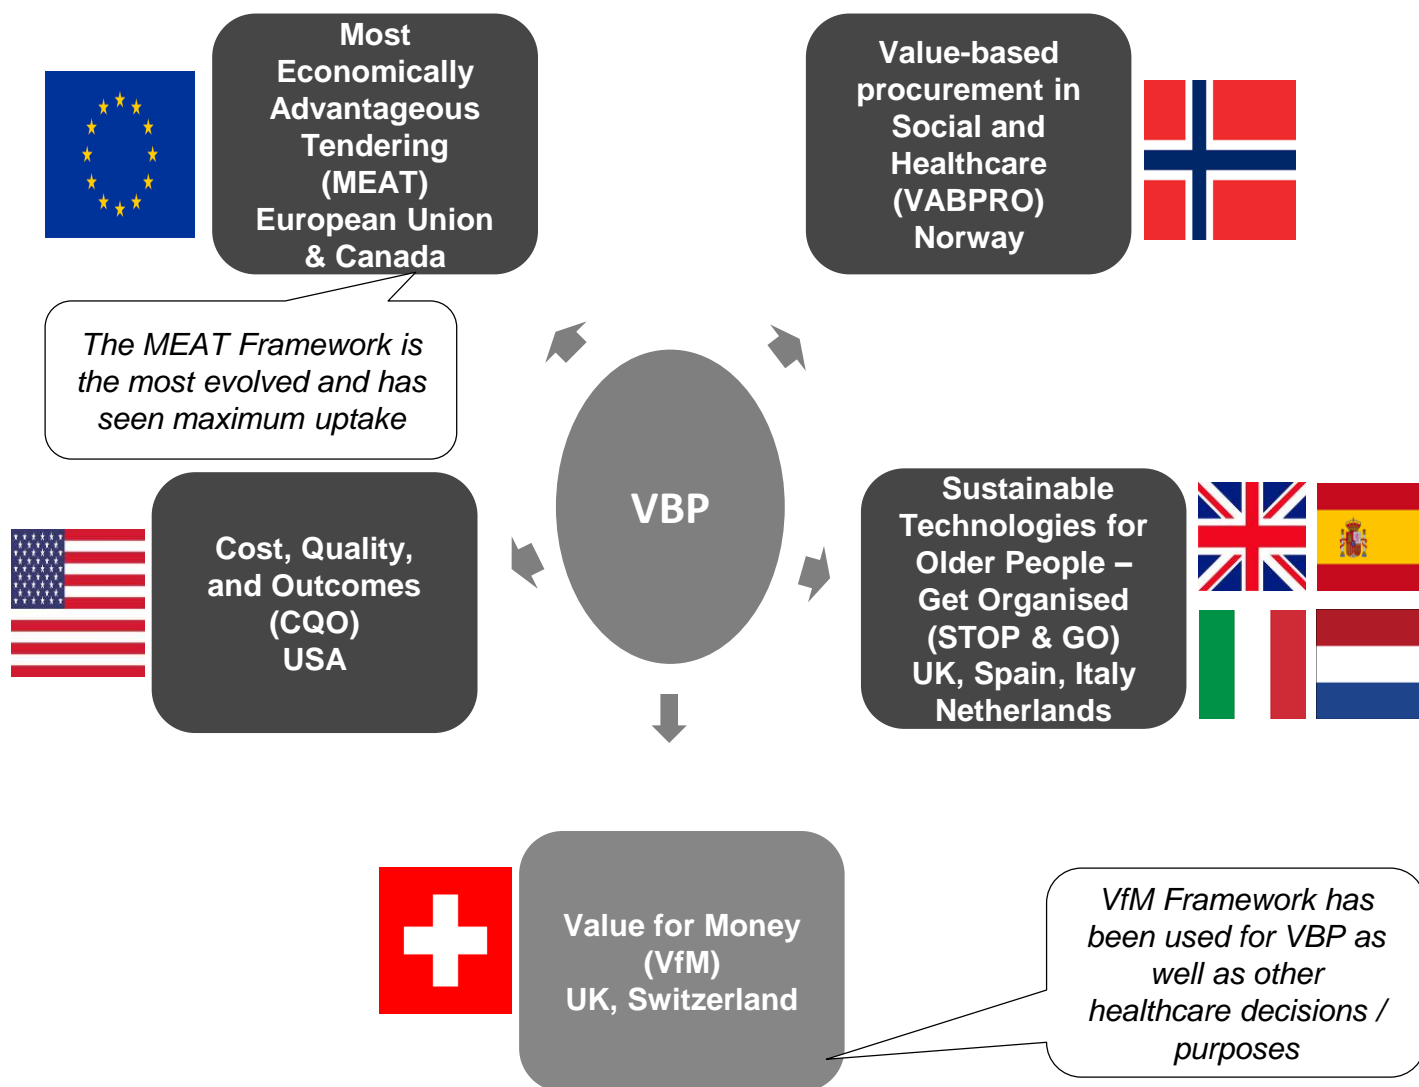 Most
Economically
Advantageous
Tendering
(MEAT)
European Union
& Canada
Value-based
procurement in
Social and
Healthcare
(VABPRO)
Norway
The MEAT Framework is
the most evolved and has
seen maximum uptake
VBP
Cost, Quality,
and Outcomes
(CQO)
USA
Sustainable
Technologies for
Older People –
Get Organised
(STOP & GO)
UK, Spain, Italy
Netherlands
Value for Money
(VfM)
UK, Switzerland
VfM Framework has
been used for VBP as
well as other
healthcare decisions /
purposes